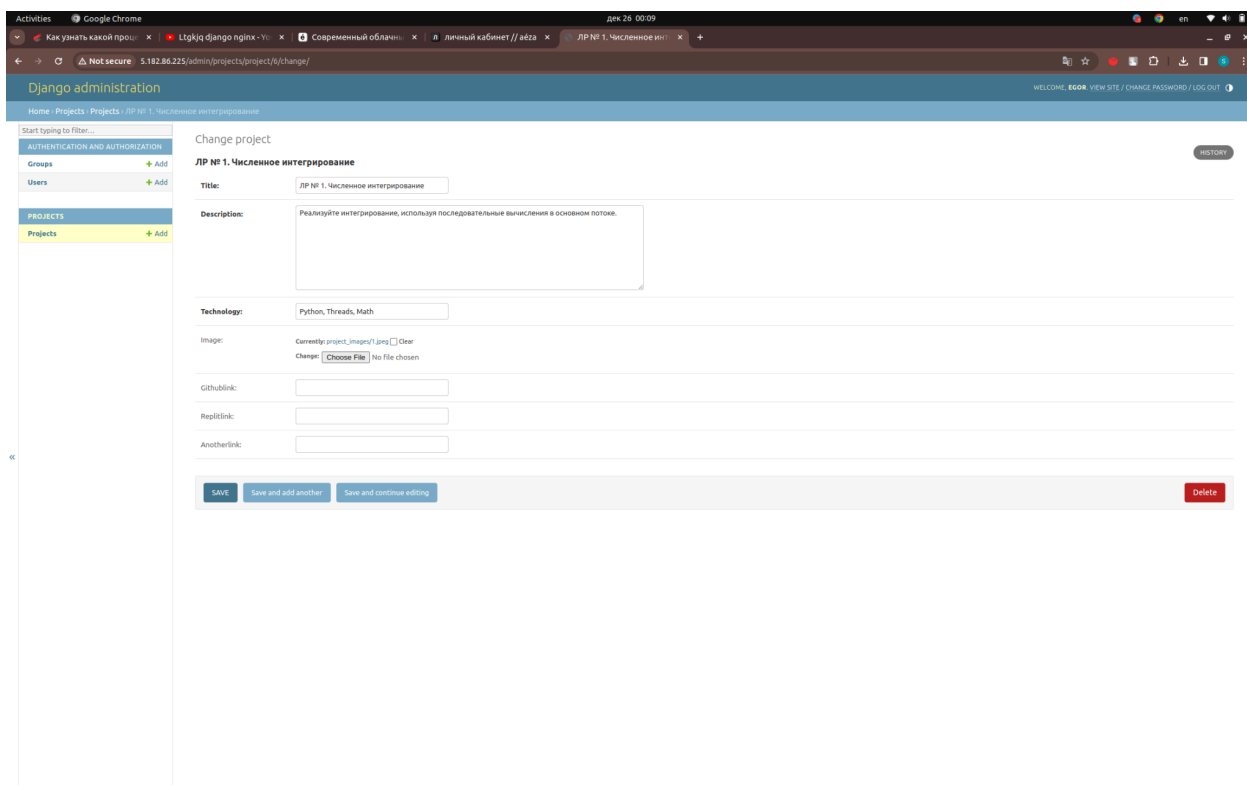 Activities Google Chrome дек 26 00:09 en
Как узнать какой проце Ltgkjq django nginx - Yo Современный облачны личный кабинет // aéza ЛР № 1. Численное инт
Not secure 5.182.86.225/admin/projects/project/6/change/
Django administration WELCOME, EGOR. VIEW SITE / CHANGE PASSWORD / LOG OUT
Home › Projects › Projects › ЛР № 1. Численное интегрирование
Start typing to filter...
AUTHENTICATION AND AUTHORIZATION
Groups + Add
Users + Add
PROJECTS
Projects + Add
«
Change project
HISTORY
ЛР № 1. Численное интегрирование
Title: ЛР № 1. Численное интегрирование
Description: Реализуйте интегрирование, используя последовательные вычисления в основном потоке.
Technology: Python, Threads, Math
Image: Currently: project_images/1.jpeg Clear
Change: Choose File No file chosen
Githublink:
Replitlink:
Anotherlink:
SAVE Save and add another Save and continue editing Delete